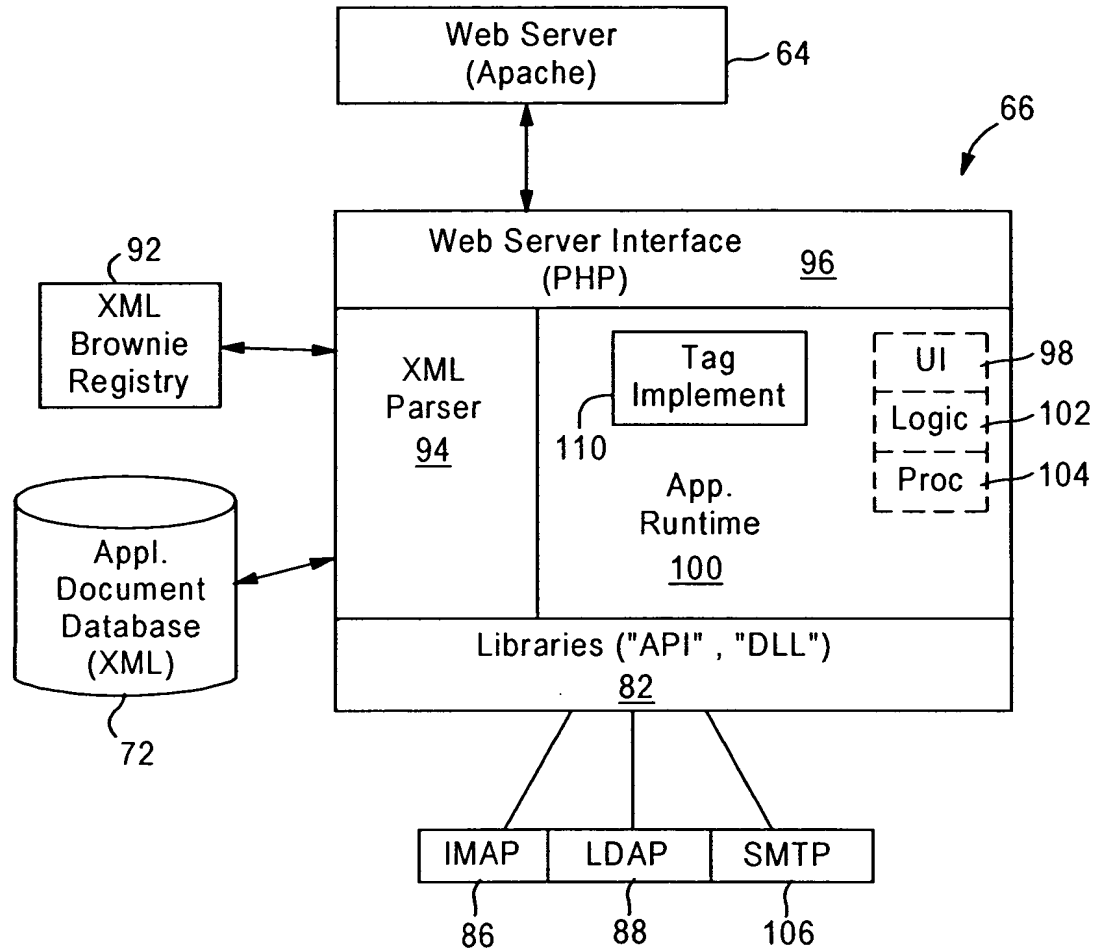 Web Server
(Apache)
64
66
Web Server Interface
(PHP)
96
92
XML
Brownie
Registry
XML
Parser
94
Tag
Implement
110
UI
98
Logic
102
Proc
104
App.
Runtime
100
Appl.
Document
Database
(XML)
72
Libraries ("API" , "DLL")
82
IMAP
LDAP
SMTP
86
88
106